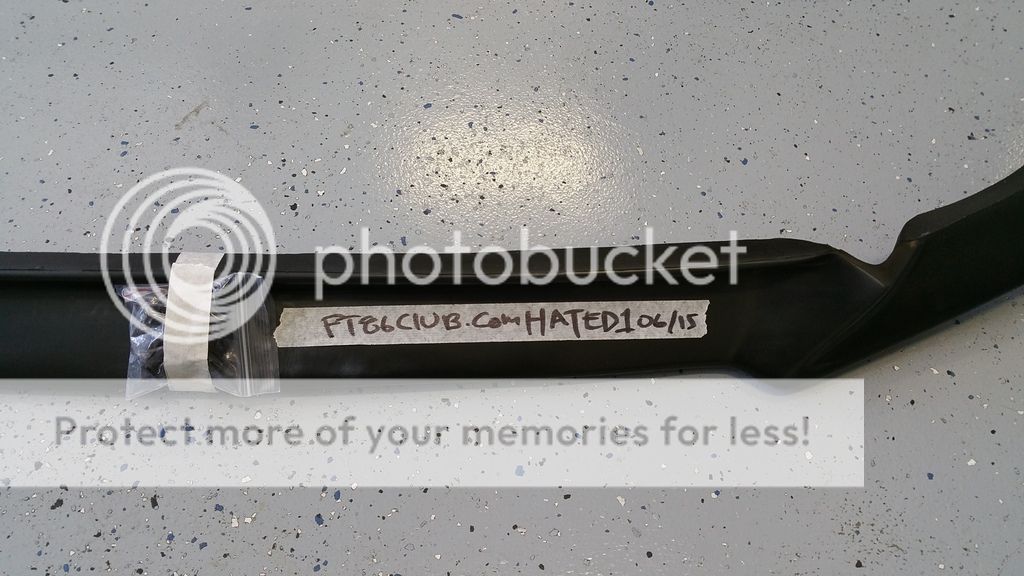 photobucket
FT86CLUB.com HATED1 06/15
Protect more of your memories for less!